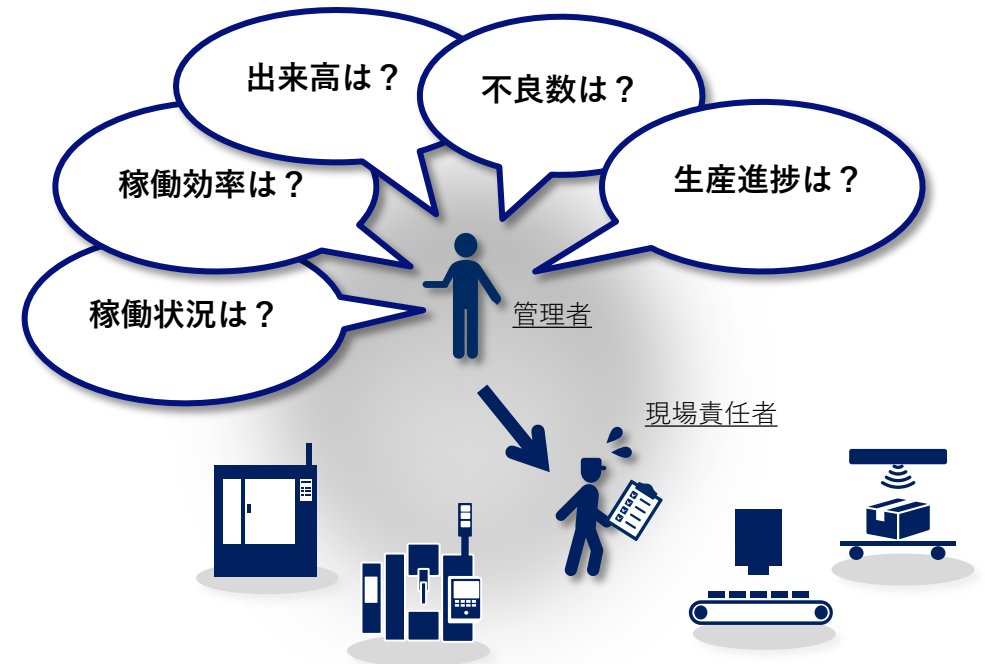 出来高は？
不良数は？
稼働効率は？
生産進捗は？
稼働状況は？
管理者
現場責任者